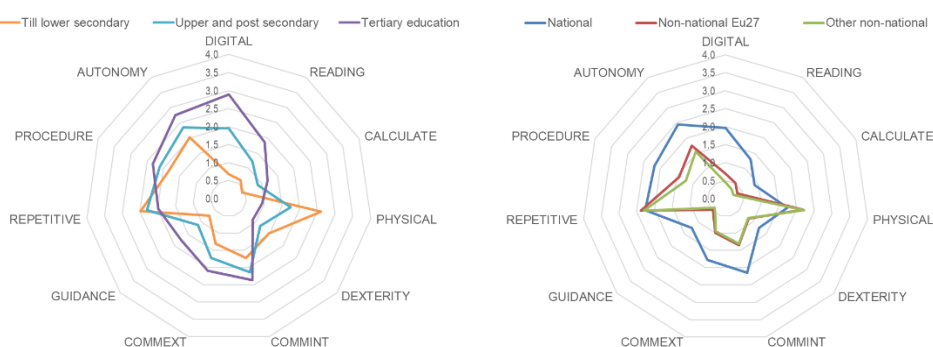 Till lower secondary Upper and post secondary Tertiary education
DIGITAL
4.0
3.5
3.0
2.5
2.0
1.5
1.0
0.5
0.0
READING
CALCULATE
PHYSICAL
DEXTERITY
COMMINT
COMMEXT
GUIDANCE
REPETITIVE
PROCEDURE
AUTONOMY
National Non-national Eu27 Other non-national
DIGITAL
4.0
3.5
3.0
2.5
2.0
1.5
1.0
0.5
0.0
READING
CALCULATE
PHYSICAL
DEXTERITY
COMMINT
COMMEXT
GUIDANCE
REPETITIVE
PROCEDURE
AUTONOMY